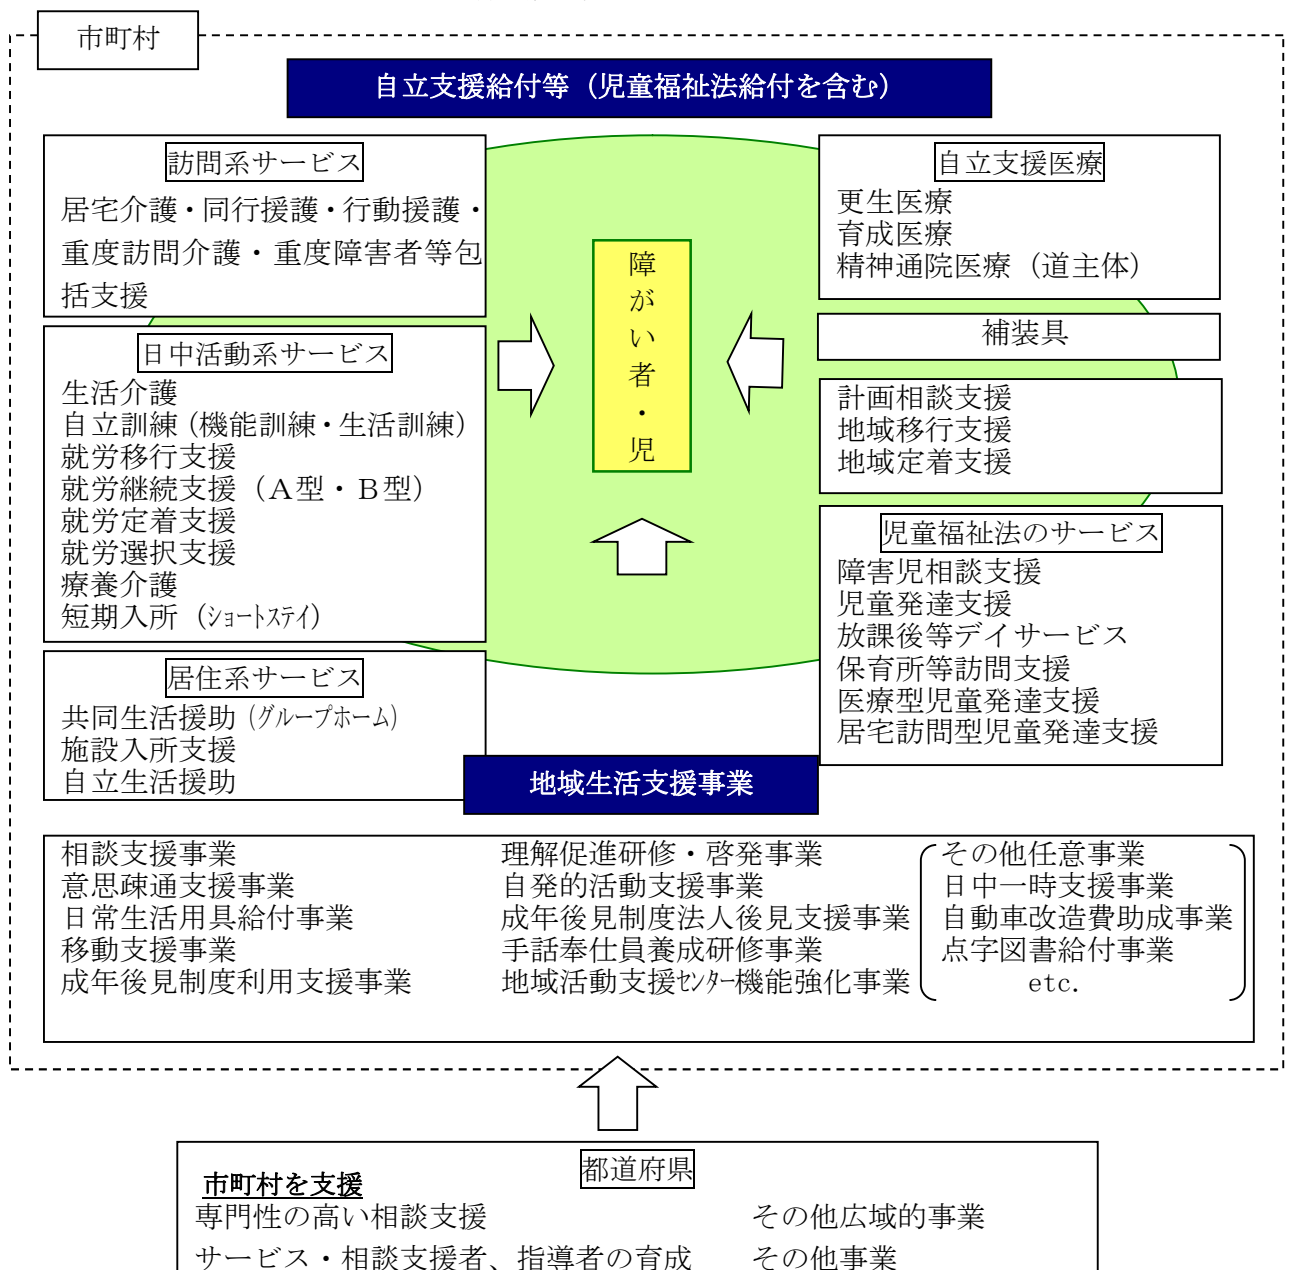 市町村
自立支援給付等（児童福祉法給付を含む）
訪問系サービス
居宅介護・同行援護・行動援護・
重度訪問介護・重度障害者等包
括支援
日中活動系サービス
生活介護
自立訓練（機能訓練・生活訓練）
就労移行支援
就労継続支援（Ａ型・Ｂ型）
就労定着支援
就労選択支援
療養介護
短期入所（ｼｮｰﾄｽﾃｲ）
居住系サービス
共同生活援助（ｸﾞﾙｰﾌﾟﾎｰﾑ）
施設入所支援
自立生活援助
障がい者・児
自立支援医療
更生医療
育成医療
精神通院医療（道主体）
補装具
計画相談支援
地域移行支援
地域定着支援
児童福祉法のサービス
障害児相談支援
児童発達支援
放課後等デイサービス
保育所等訪問支援
医療型児童発達支援
居宅訪問型児童発達支援
地域生活支援事業
相談支援事業
意思疎通支援事業
日常生活用具給付事業
移動支援事業
成年後見制度利用支援事業
理解促進研修・啓発事業
自発的活動支援事業
成年後見制度法人後見支援事業
手話奉仕員養成研修事業
地域活動支援ｾﾝﾀｰ機能強化事業
その他任意事業
日中一時支援事業
自動車改造費助成事業
点字図書給付事業
etc.
都道府県
市町村を支援
専門性の高い相談支援
サービス・相談支援者、指導者の育成
その他広域的事業
その他事業